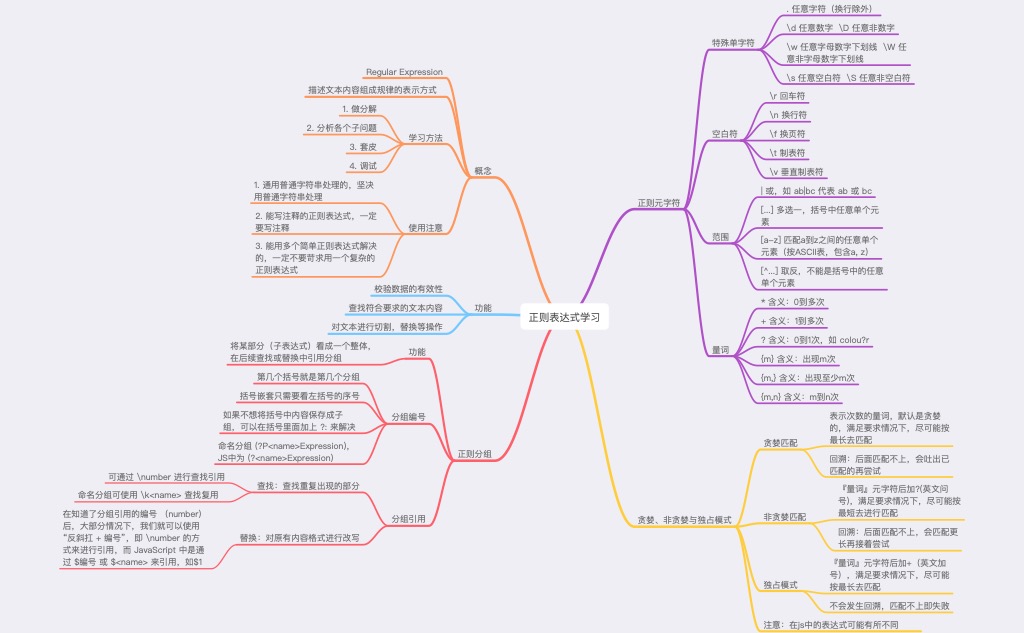 正则表达式学习
概念
Regular Expression
描述文本内容组成规律的表示方式
学习方法
1. 做分解
2. 分析各个子问题
3. 套皮
4. 调试
使用注意
1. 通用普通字符串处理的，坚决
用普通字符串处理
2. 能写注释的正则表达式，一定
要写注释
3. 能用多个简单正则表达式解决
的，一定不要苛求用一个复杂的
正则表达式
功能
校验数据的有效性
查找符合要求的文本内容
对文本进行切割，替换等操作
正则分组
功能
将某部分（子表达式）看成一个整体，
在后续查找或替换中引用分组
分组编号
第几个括号就是第几个分组
括号嵌套只需要看左括号的序号
如果不想将括号中内容保存成子
组，可以在括号里面加上 ?: 来解决
命名分组 (?P<name>Expression)，
JS中为 (?<name>Expression)
分组引用
查找：查找重复出现的部分
可通过 \number 进行查找引用
命名分组可使用 \k<name> 查找复用
替换：对原有内容格式进行改写
在知道了分组引用的编号 （number）
后，大部分情况下，我们就可以使用
“反斜扛 + 编号”，即 \number 的方
式来进行引用，而 JavaScript 中是通
过 $编号 或 $<name> 来引用，如$1
正则元字符
特殊单字符
. 任意字符（换行除外）
\d 任意数字 \D 任意非数字
\w 任意字母数字下划线 \W 任
意非字母数字下划线
\s 任意空白符 \S 任意非空白符
空白符
\r 回车符
\n 换行符
\f 换页符
\t 制表符
\v 垂直制表符
范围
| 或，如 ab|bc 代表 ab 或 bc
[...] 多选一，括号中任意单个元
素
[a-z] 匹配a到z之间的任意单个
元素（按ASCII表，包含a, z）
[^...] 取反，不能是括号中的任意
单个元素
量词
* 含义：0到多次
+ 含义：1到多次
? 含义：0到1次，如 colou?r
{m} 含义：出现m次
{m,} 含义：出现至少m次
{m,n} 含义：m到n次
贪婪、非贪婪与独占模式
贪婪匹配
表示次数的量词，默认是贪婪
的，满足要求情况下，尽可能按
最长去匹配
回溯：后面匹配不上，会吐出已
匹配的再尝试
非贪婪匹配
『量词』元字符后加?(英文问
号)，满足要求情况下，尽可能按
最短去进行匹配
回溯：后面匹配不上，会匹配更
长再接着尝试
独占模式
『量词』元字符后加+（英文加
号），满足要求情况下，尽可能
按最长去匹配
不会发生回溯，匹配不上即失败
注意：在js中的表达式可能有所不同